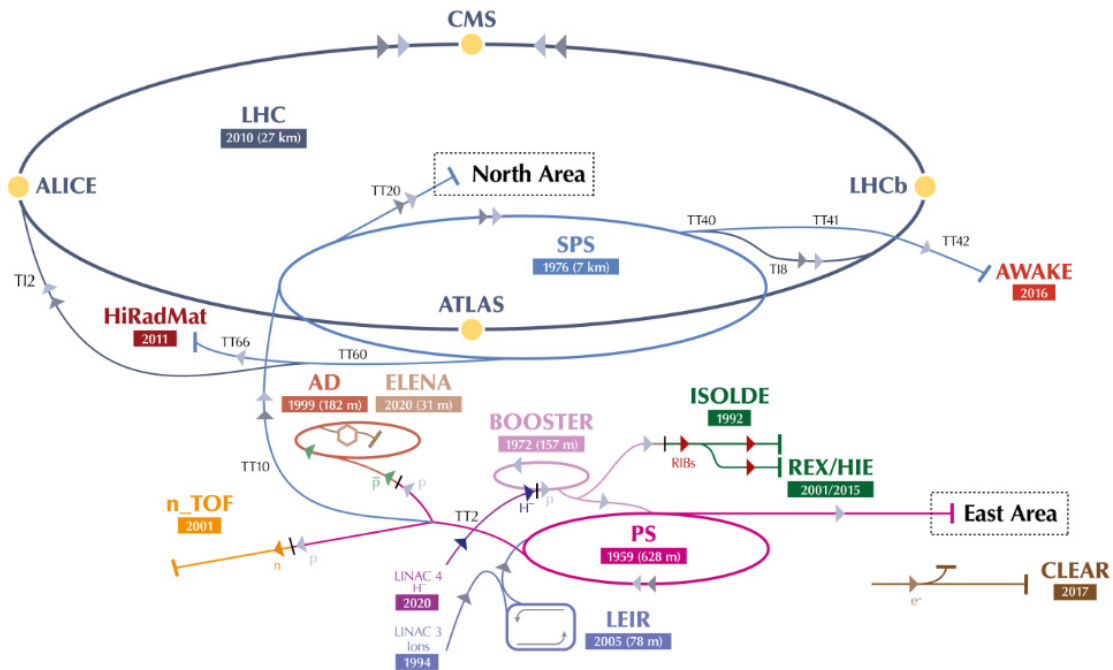 CMS
LHC
2010 (27 km)
North Area
TT20
ALICE
LHCb
TT40
TT41
TT42
SPS
1976 (7 km)
TI2
TI8
AWAKE
2016
ATLAS
HiRadMat
2011
TT66
TT60
AD
1999 (182 m)
ELENA
2020 (31 m)
ISOLDE
1992
BOOSTER
1972 (157 m)
RIBs
REX/HIE
2001/2015
TT10
p̅
p
H⁻
p
n_TOF
2001
TT2
East Area
PS
1959 (628 m)
n
p
LINAC 4
H⁻
2020
CLEAR
2017
e⁻
LEIR
2005 (78 m)
LINAC 3
Ions
1994